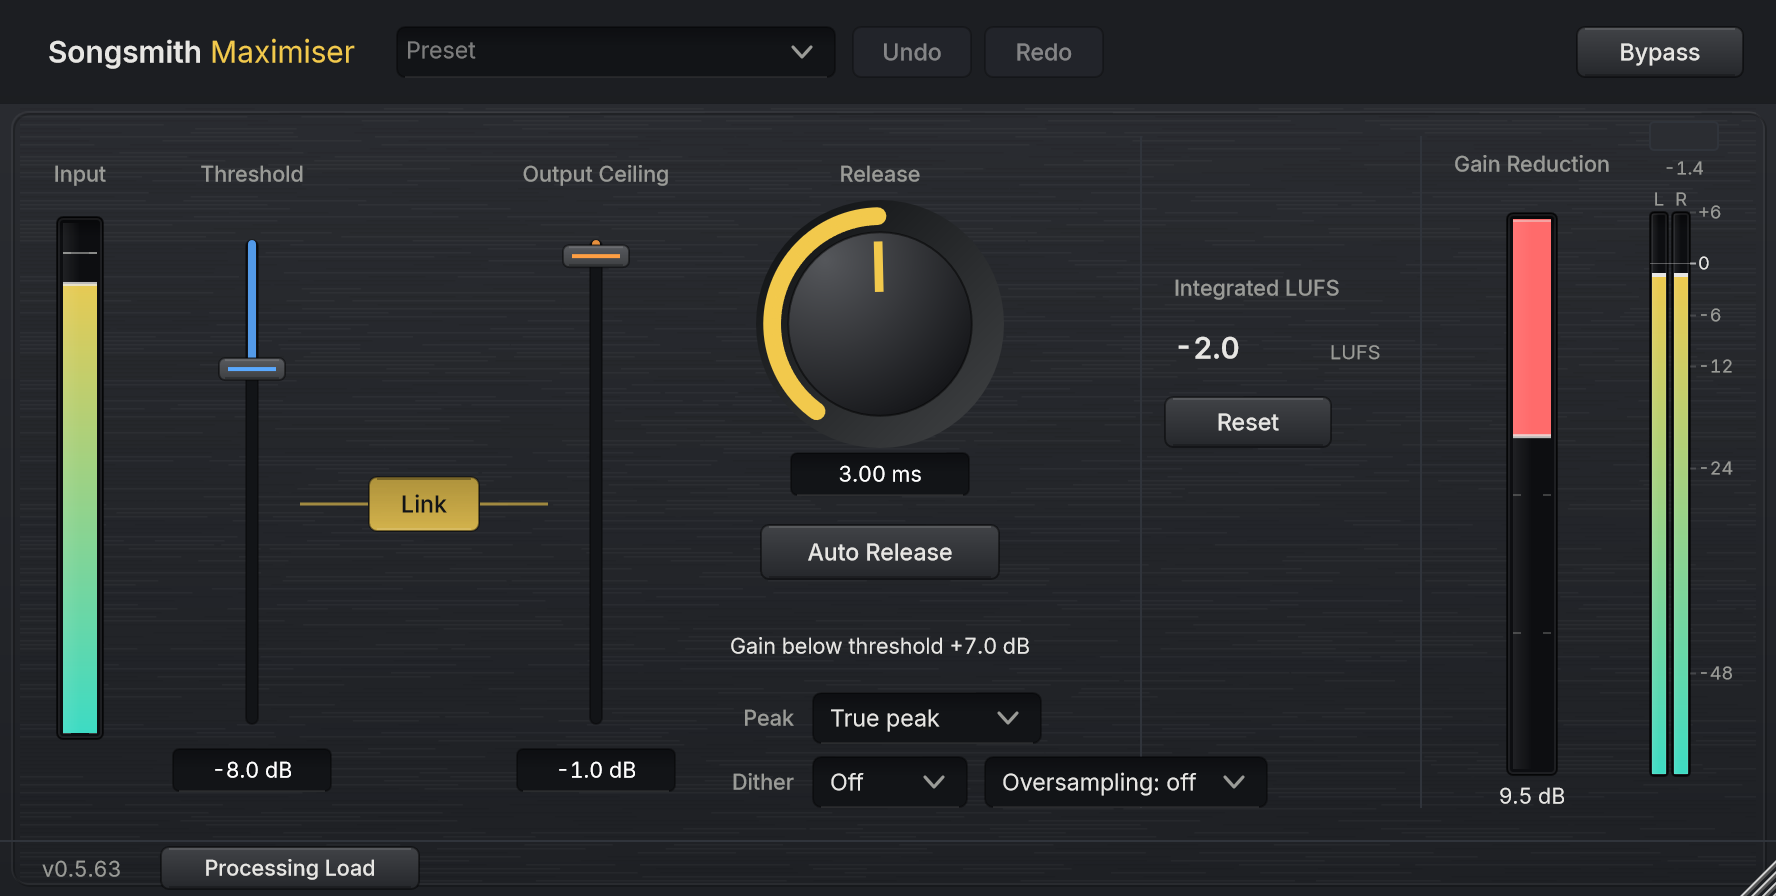 Songsmith Maximiser
Preset
Undo
Redo
Bypass
Input
Threshold
Output Ceiling
Release
Gain Reduction
-1.4
L R
+6
0
-6
-12
-24
-48
Integrated LUFS
-2.0 LUFS
Reset
3.00 ms
Link
Auto Release
Gain below threshold +7.0 dB
Peak True peak
Dither Off Oversampling: off
-8.0 dB
-1.0 dB
9.5 dB
v0.5.63
Processing Load